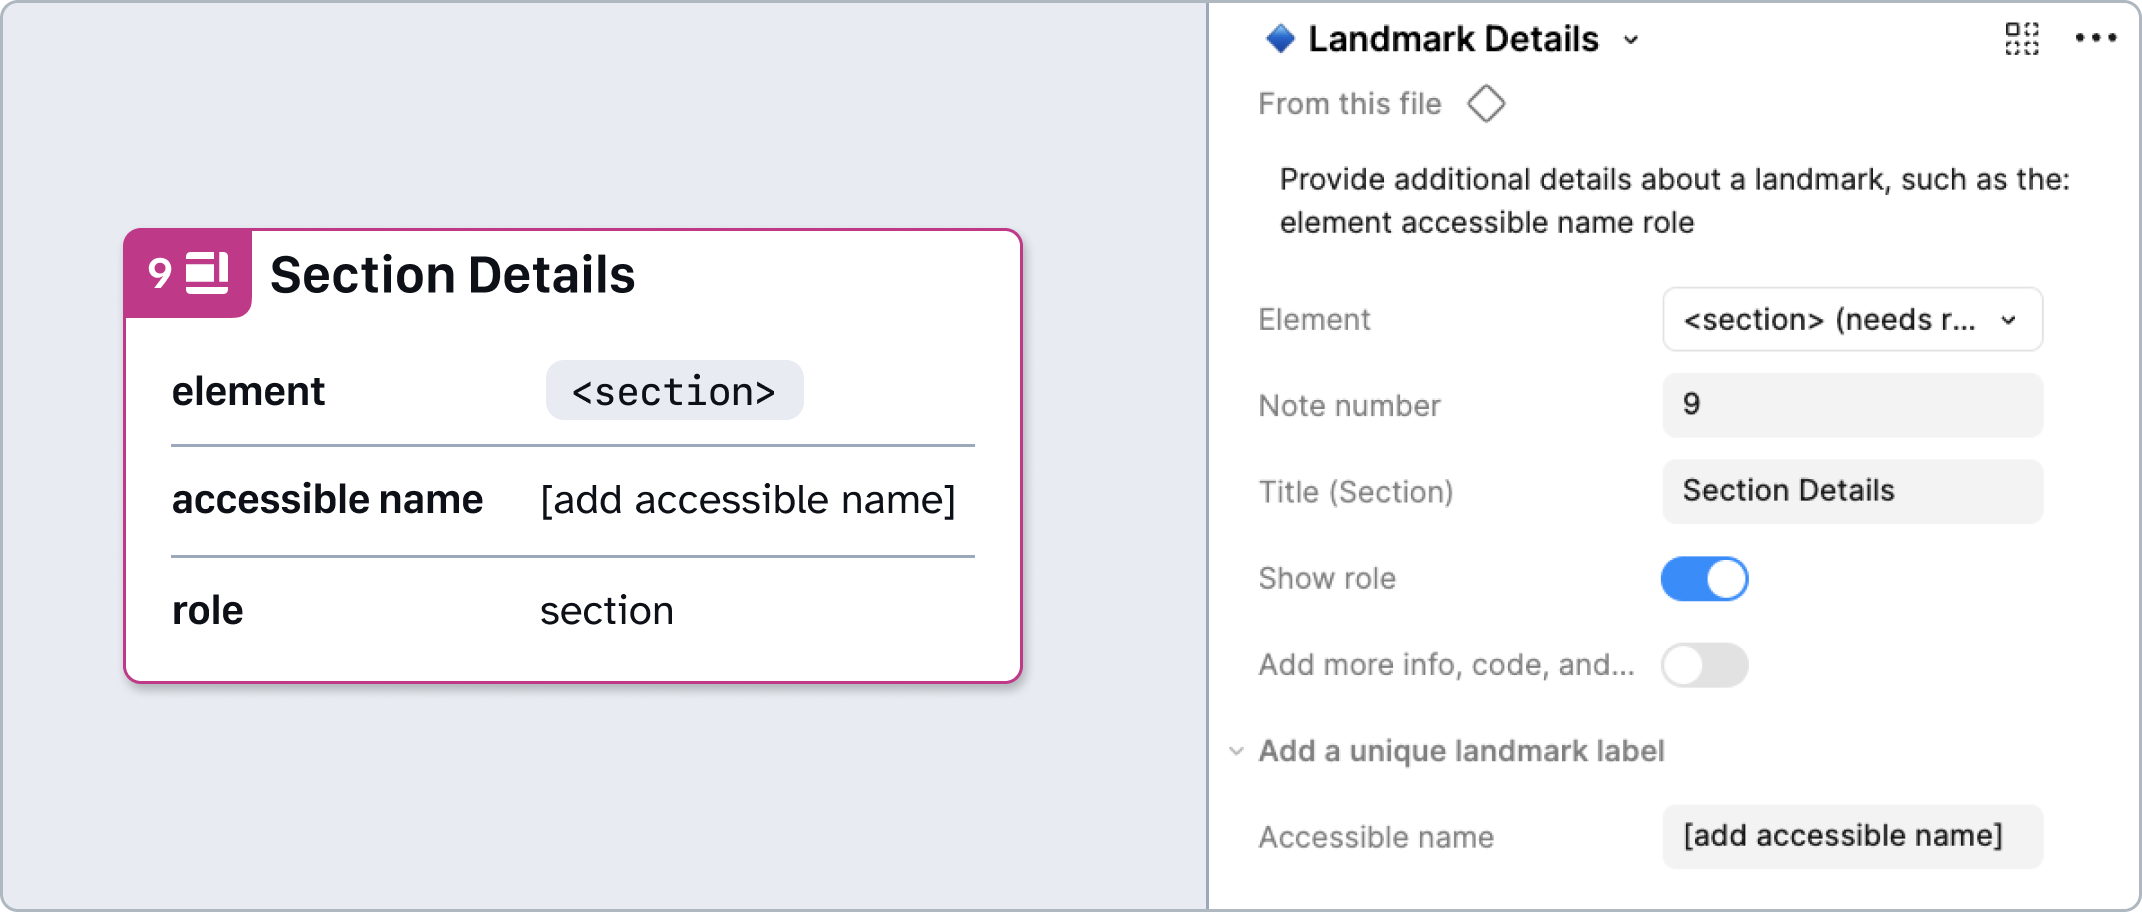 9 Section Details
element <section>
accessible name [add accessible name]
role section
Landmark Details
From this file
Provide additional details about a landmark, such as the:
element accessible name role
Element <section> (needs r...
Note number 9
Title (Section) Section Details
Show role
Add more info, code, and...
Add a unique landmark label
Accessible name [add accessible name]